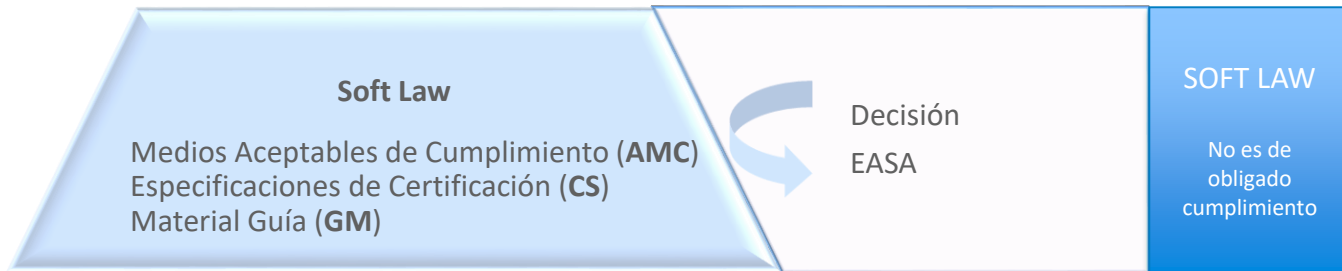 Soft Law
Medios Aceptables de Cumplimiento (AMC)
Especificaciones de Certificación (CS)
Material Guía (GM)
Decisión
EASA
SOFT LAW
No es de
obligado
cumplimiento